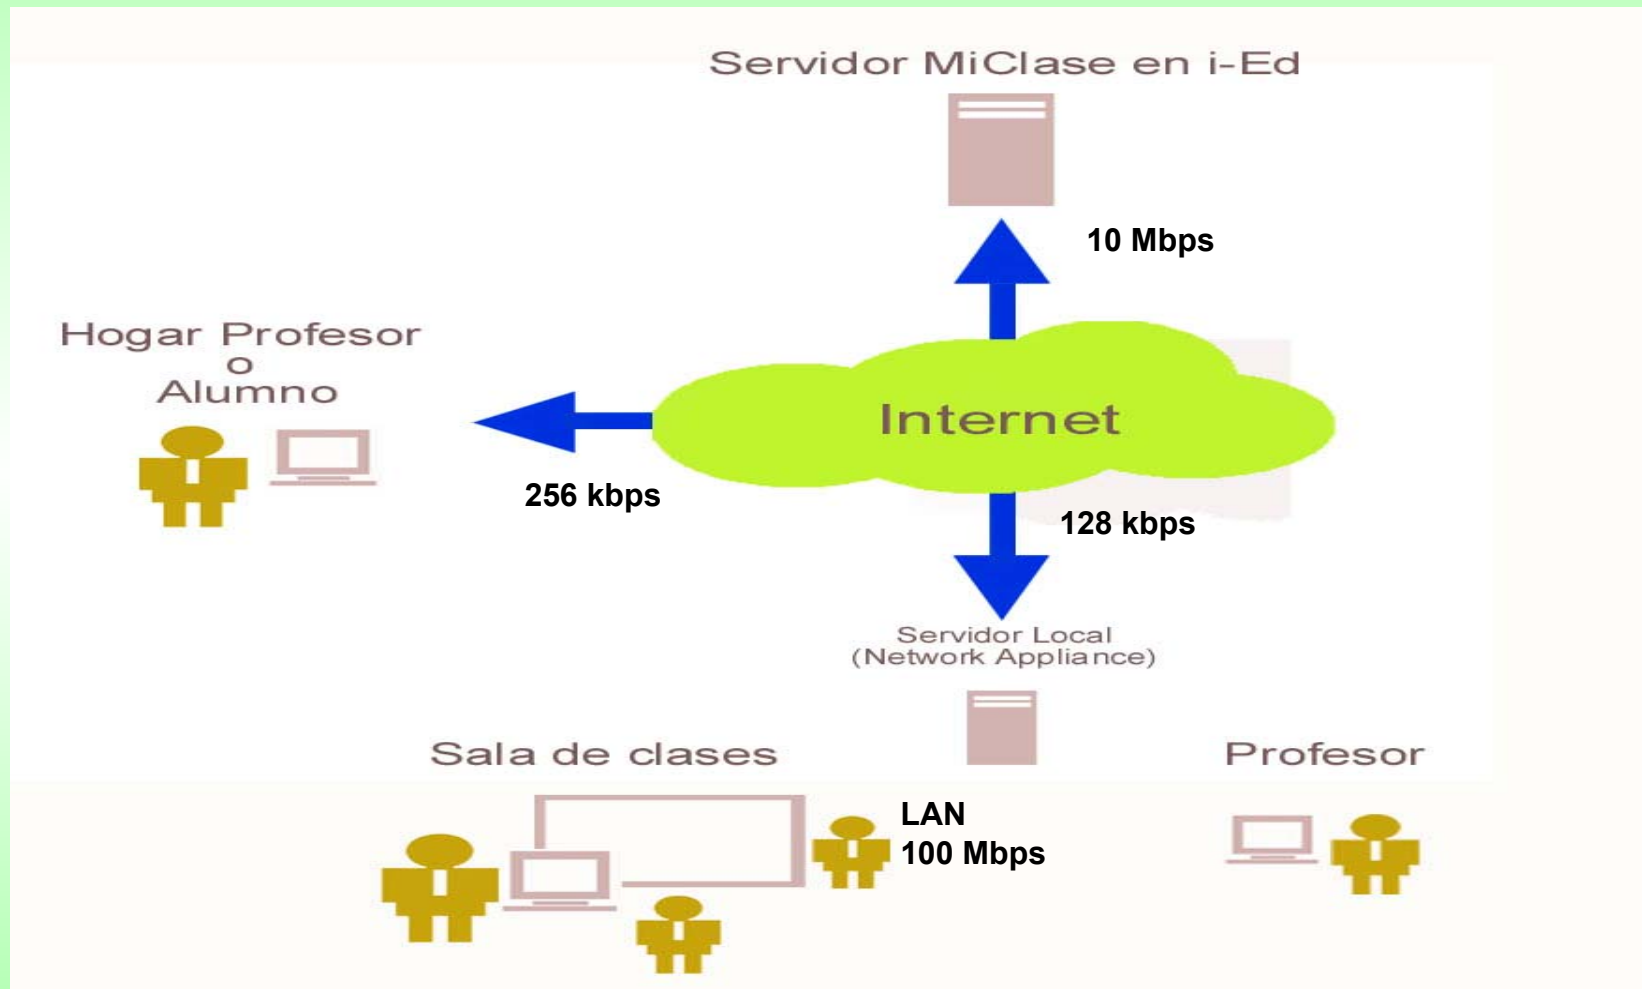 Servidor MiClase en i-Ed
10 Mbps
Hogar Profesor
o
Alumno
Internet
256 kbps
128 kbps
Servidor Local
(Network Appliance)
Sala de clases
Profesor
LAN
100 Mbps